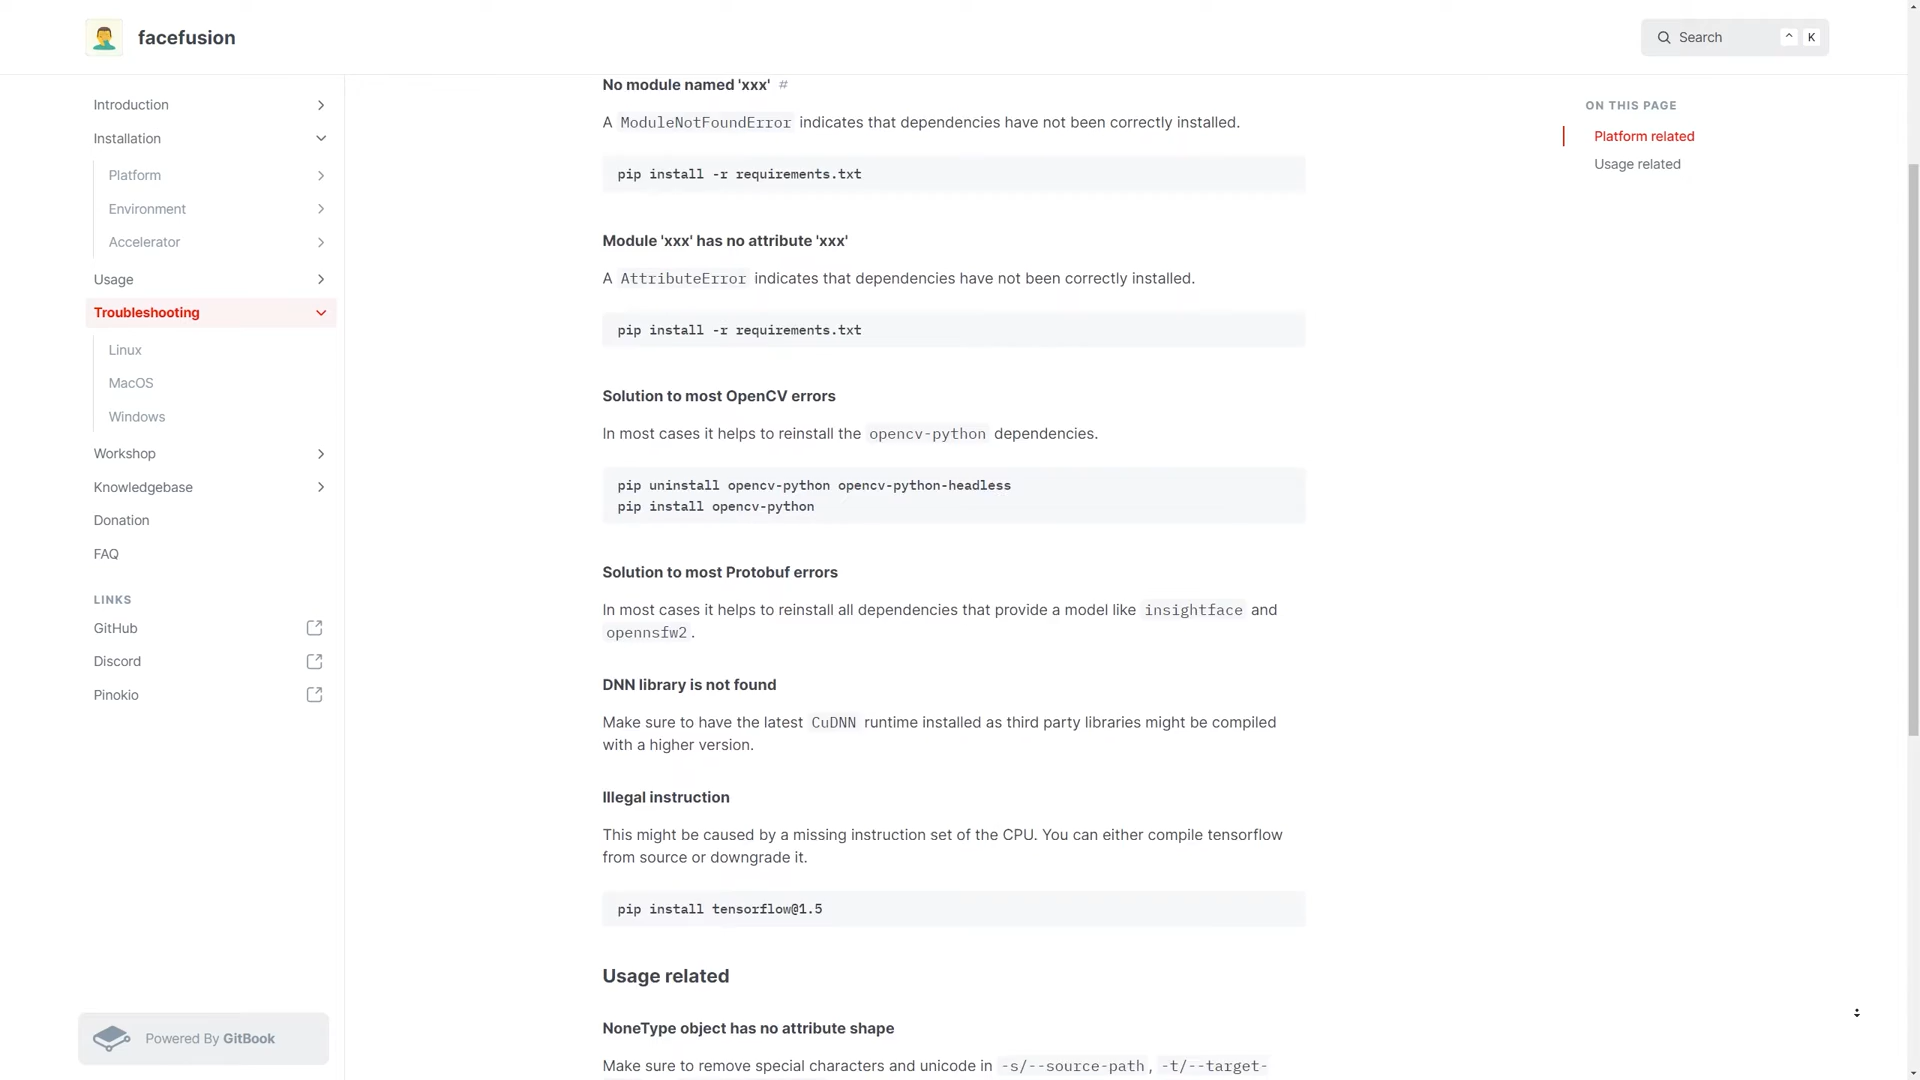 facefusion
Search
^ K
Introduction
Installation
Platform
Environment
Accelerator
Usage
Troubleshooting
Linux
MacOS
Windows
Workshop
Knowledgebase
Donation
FAQ
LINKS
GitHub
Discord
Pinokio
Powered By GitBook
No module named 'xxx' #
A ModuleNotFoundError indicates that dependencies have not been correctly installed.
pip install -r requirements.txt
Module 'xxx' has no attribute 'xxx'
A AttributeError indicates that dependencies have not been correctly installed.
pip install -r requirements.txt
Solution to most OpenCV errors
In most cases it helps to reinstall the opencv-python dependencies.
pip uninstall opencv-python opencv-python-headless
pip install opencv-python
Solution to most Protobuf errors
In most cases it helps to reinstall all dependencies that provide a model like insightface and
opennsfw2.
DNN library is not found
Make sure to have the latest CuDNN runtime installed as third party libraries might be compiled
with a higher version.
Illegal instruction
This might be caused by a missing instruction set of the CPU. You can either compile tensorflow
from source or downgrade it.
pip install tensorflow@1.5
Usage related
NoneType object has no attribute shape
Make sure to remove special characters and unicode in -s/--source-path, -t/--target-
ON THIS PAGE
Platform related
Usage related